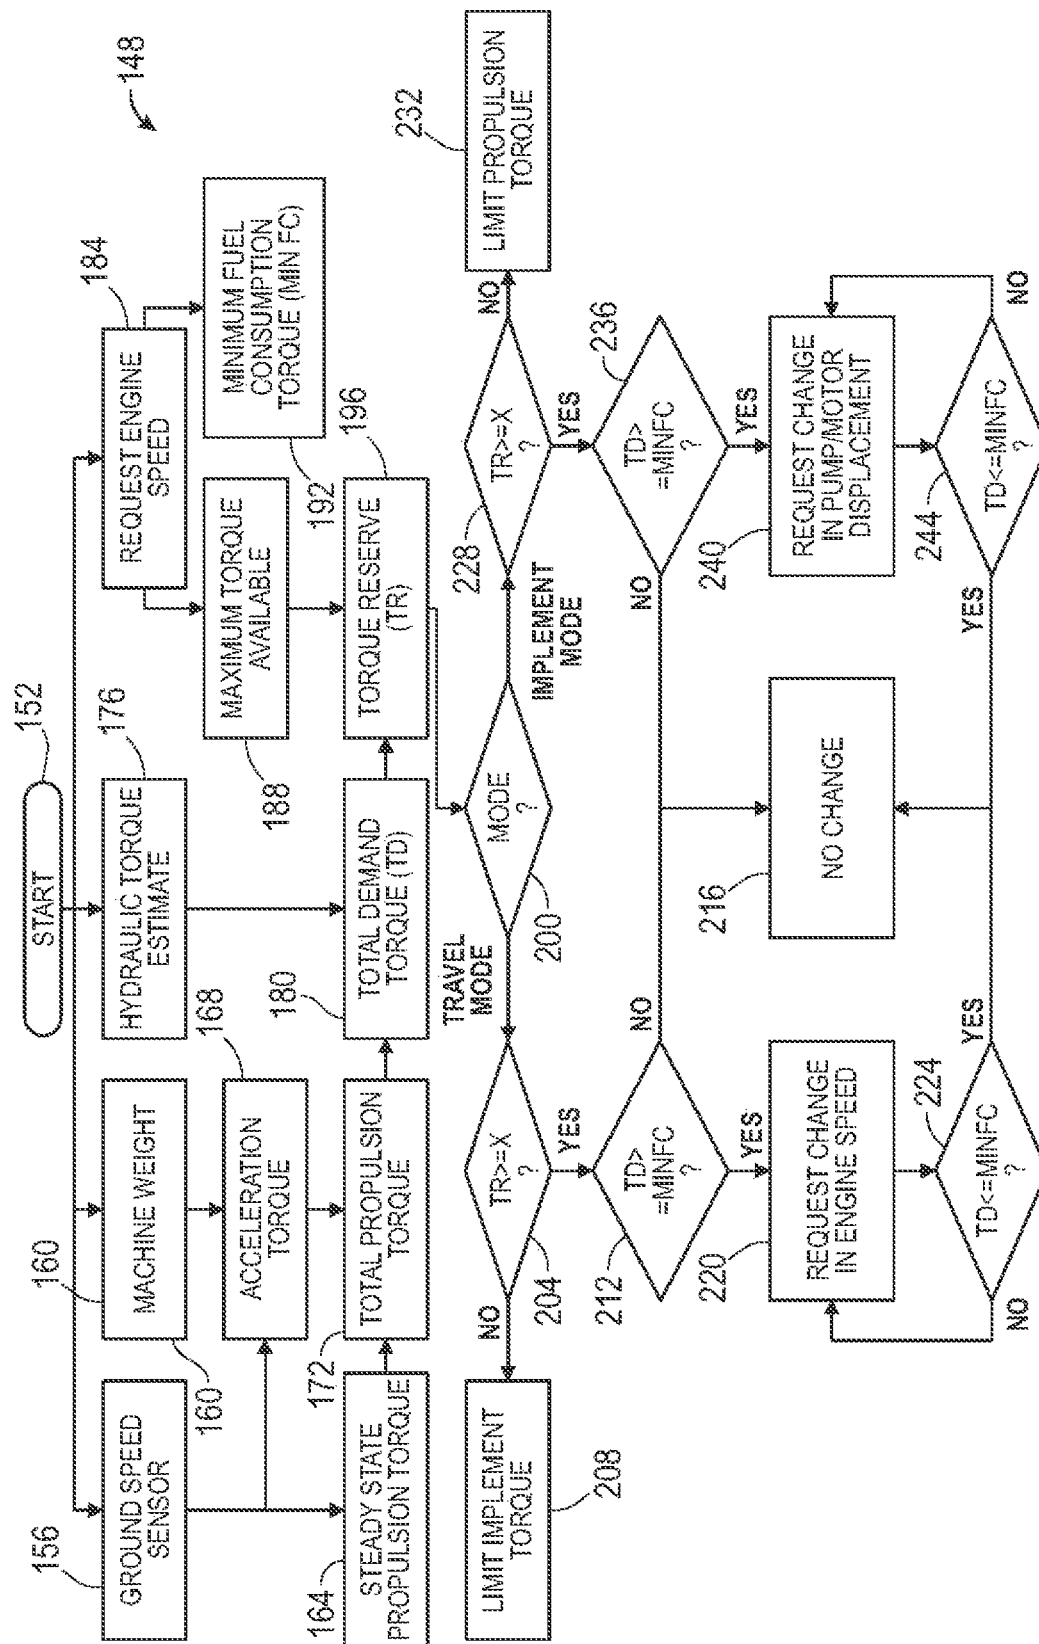 148
152
START
156
GROUND SPEED
SENSOR
160
MACHINE WEIGHT
160
176
HYDRAULIC TORQUE
ESTIMATE
184
REQUEST ENGINE
SPEED
168
ACCELERATION
TORQUE
188
MAXIMUM TORQUE
AVAILABLE
192
MINIMUM FUEL
CONSUMPTION
TORQUE (MIN FC)
164
STEADY STATE
PROPULSION TORQUE
172
TOTAL PROPULSION
TORQUE
180
TOTAL DEMAND
TORQUE (TD)
196
TORQUE RESERVE
(TR)
200
MODE
?
TRAVEL
MODE
IMPLEMENT
MODE
204
TR>=X
?
NO
YES
208
LIMIT IMPLEMENT
TORQUE
228
TR>=X
?
NO
YES
232
LIMIT PROPULSION
TORQUE
212
TD>
=MINFC
?
NO
YES
236
TD>
=MINFC
?
NO
YES
220
REQUEST CHANGE
IN ENGINE SPEED
216
NO CHANGE
240
REQUEST CHANGE
IN PUMP/MOTOR
DISPLACEMENT
224
TD<=MINFC
?
NO
YES
244
TD<=MINFC
?
YES
NO